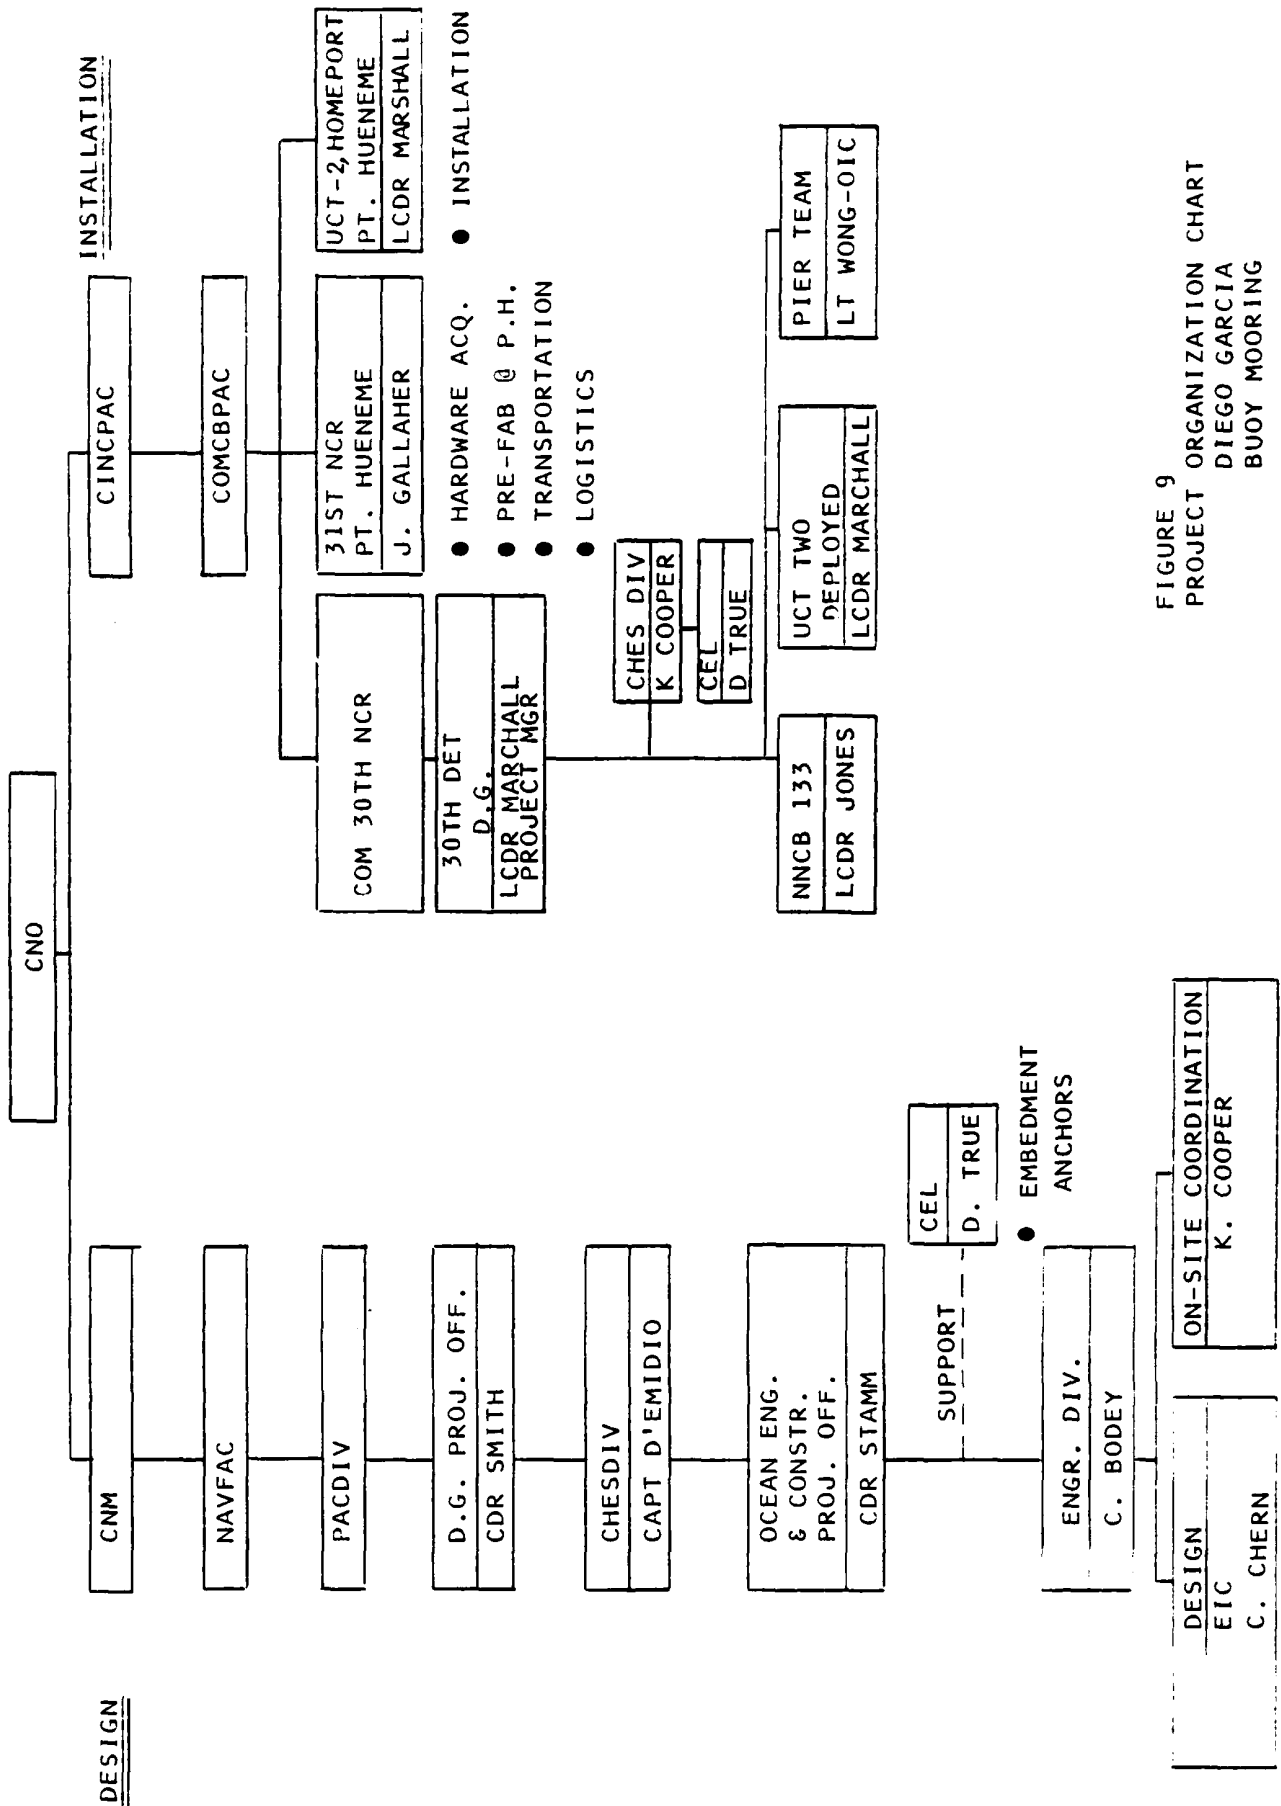 CNO
DESIGN
CNM
NAVFAC
PACDIV
D.G. PROJ. OFF.
CDR SMITH
CHESDIV
CAPT D'EMIDIO
OCEAN ENG.
& CONSTR.
PROJ. OFF.
CDR STAMM
SUPPORT
CEL
D. TRUE
● EMBEDMENT
ANCHORS
ENGR. DIV.
C. BODEY
DESIGN
EIC
C. CHERN
ON-SITE COORDINATION
K. COOPER
INSTALLATION
CINCPAC
COMCBPAC
COM 30TH NCR
30TH DET
D.G.
LCDR MARCHALL
PROJECT MGR
31ST NCR
PT. HUENEME
J. GALLAHER
● HARDWARE ACQ.
● PRE-FAB @ P.H.
● TRANSPORTATION
● LOGISTICS
UCT-2,HOMEPORT
PT. HUENEME
LCDR MARSHALL
● INSTALLATION
CHES DIV
K COOPER
CEL
D TRUE
NNCB 133
LCDR JONES
UCT TWO
DEPLOYED
LCDR MARCHALL
PIER TEAM
LT WONG-OIC
FIGURE 9
PROJECT ORGANIZATION CHART
DIEGO GARCIA
BUOY MOORING